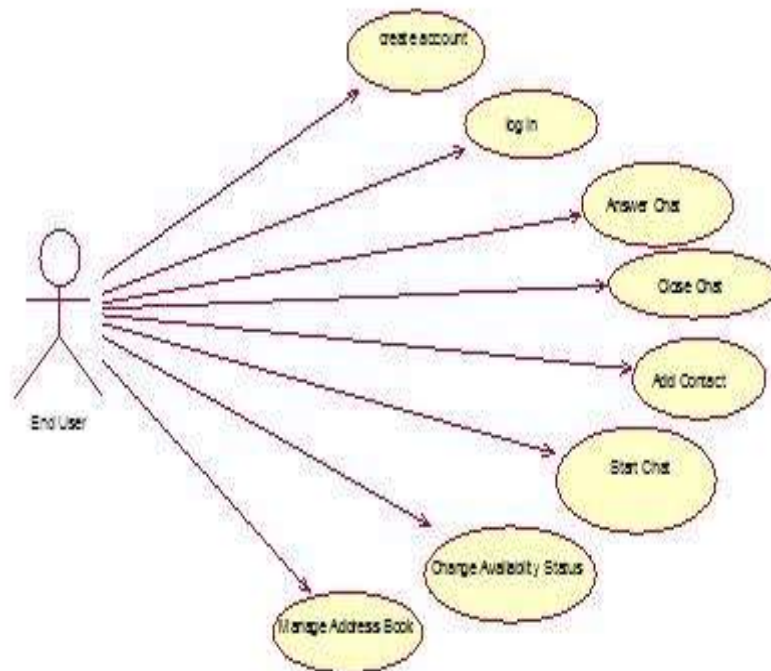 create account
log in
Answer Chat
Close Chat
Add Contact
End User
Start Chat
Change Availability Status
Manage Address Book